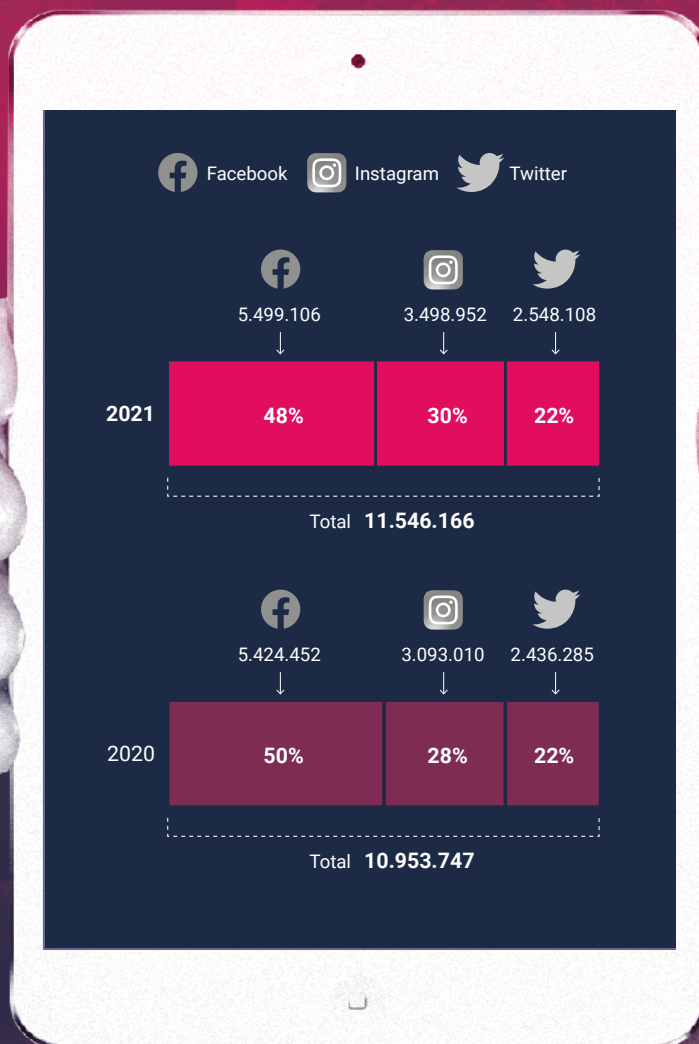 Facebook Instagram Twitter
5.499.106 3.498.952 2.548.108
2021 48% 30% 22%
Total 11.546.166
5.424.452 3.093.010 2.436.285
2020 50% 28% 22%
Total 10.953.747